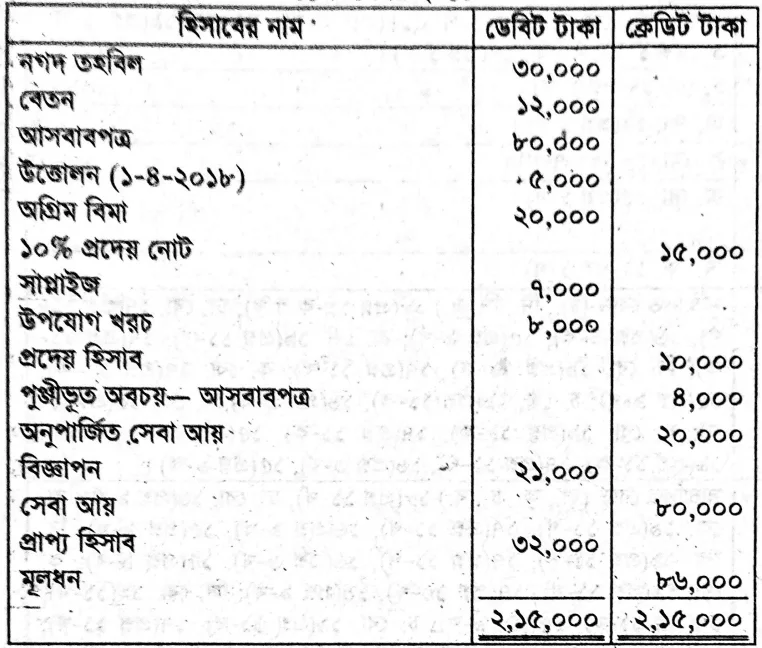 হিসাবের নাম ডেবিট টাকা ক্রেডিট টাকা
নগদ তহবিল ৩০,০০০
বেতন ১২,০০০
আসবাবপত্র ৮০,০০০
উত্তোলন (১-৪-২০১৮) ৫,০০০
অগ্রিম বিমা ২০,০০০
১০% প্রদেয় নোট ১৫,০০০
সাপ্লাইজ ৭,০০০
উপযোগ খরচ ৮,০০০
প্রদেয় হিসাব ১০,০০০
পুঞ্জীভূত অবচয়— আসবাবপত্র ৪,০০০
অনুপার্জিত সেবা আয় ২০,০০০
বিজ্ঞাপন ২১,০০০
সেবা আয় ৮০,০০০
প্রাপ্য হিসাব ৩২,০০০
মূলধন ৮৬,০০০
২,১৫,০০০ ২,১৫,০০০